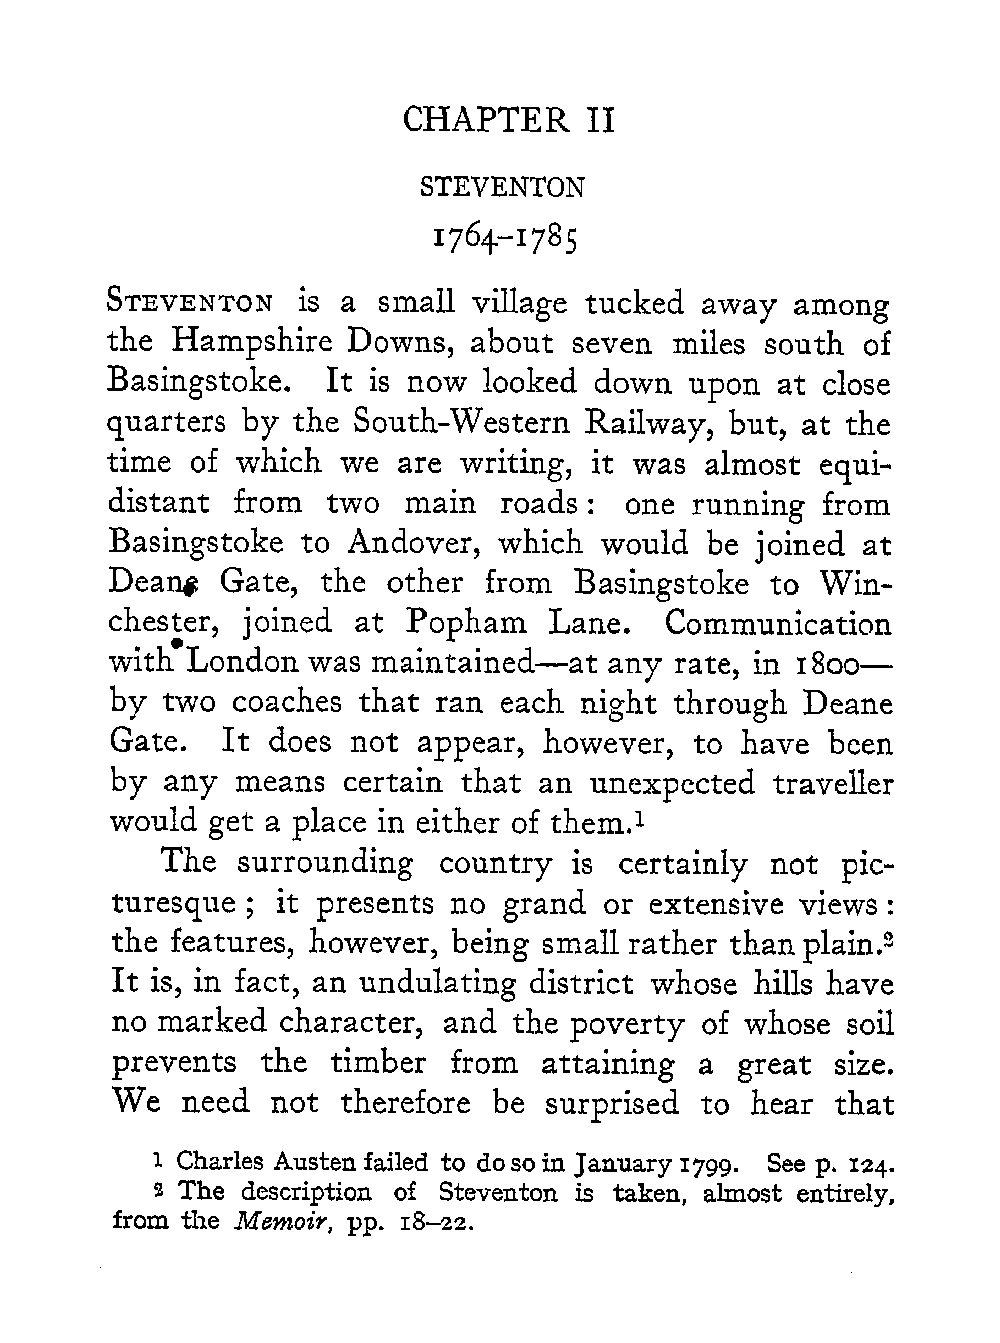 CHAPTER II
STEVENTON
1764–1785
STEVENTON is a small village tucked away among
the Hampshire Downs, about seven miles south of
Basingstoke. It is now looked down upon at close
quarters by the South-Western Railway, but, at the
time of which we are writing, it was almost equi-
distant from two main roads: one running from
Basingstoke to Andover, which would be joined at
Deane Gate, the other from Basingstoke to Win-
chester, joined at Popham Lane. Communication
with London was maintained—at any rate, in 1800—
by two coaches that ran each night through Deane
Gate. It does not appear, however, to have been
by any means certain that an unexpected traveller
would get a place in either of them.¹
The surrounding country is certainly not pic-
turesque; it presents no grand or extensive views:
the features, however, being small rather than plain.²
It is, in fact, an undulating district whose hills have
no marked character, and the poverty of whose soil
prevents the timber from attaining a great size.
We need not therefore be surprised to hear that
¹ Charles Austen failed to do so in January 1799. See p. 124.
² The description of Steventon is taken, almost entirely,
from the Memoir, pp. 18–22.